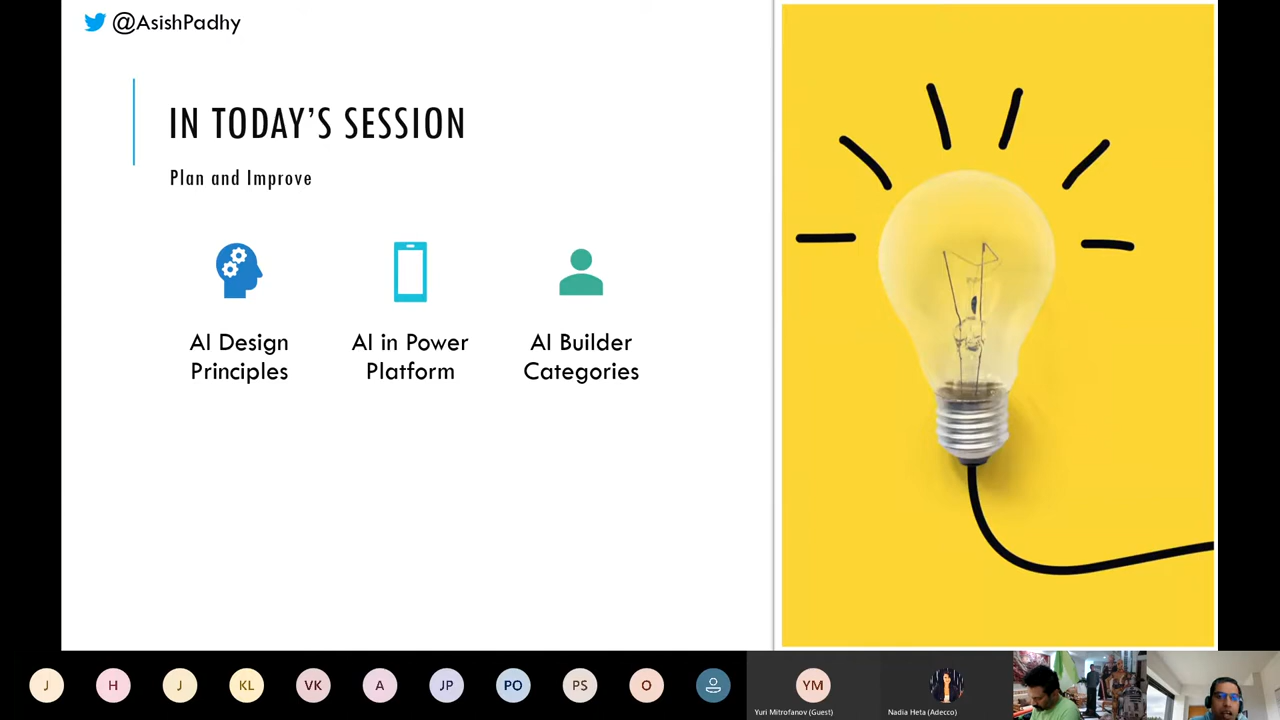 @AsishPadhy
IN TODAY'S SESSION
Plan and Improve
AI Design
Principles
AI in Power
Platform
AI Builder
Categories
J
H
J
KL
VK
A
JP
PO
PS
O
YM
Yuri Mitrofanov (Guest)
Nadia Heta (Adecco)